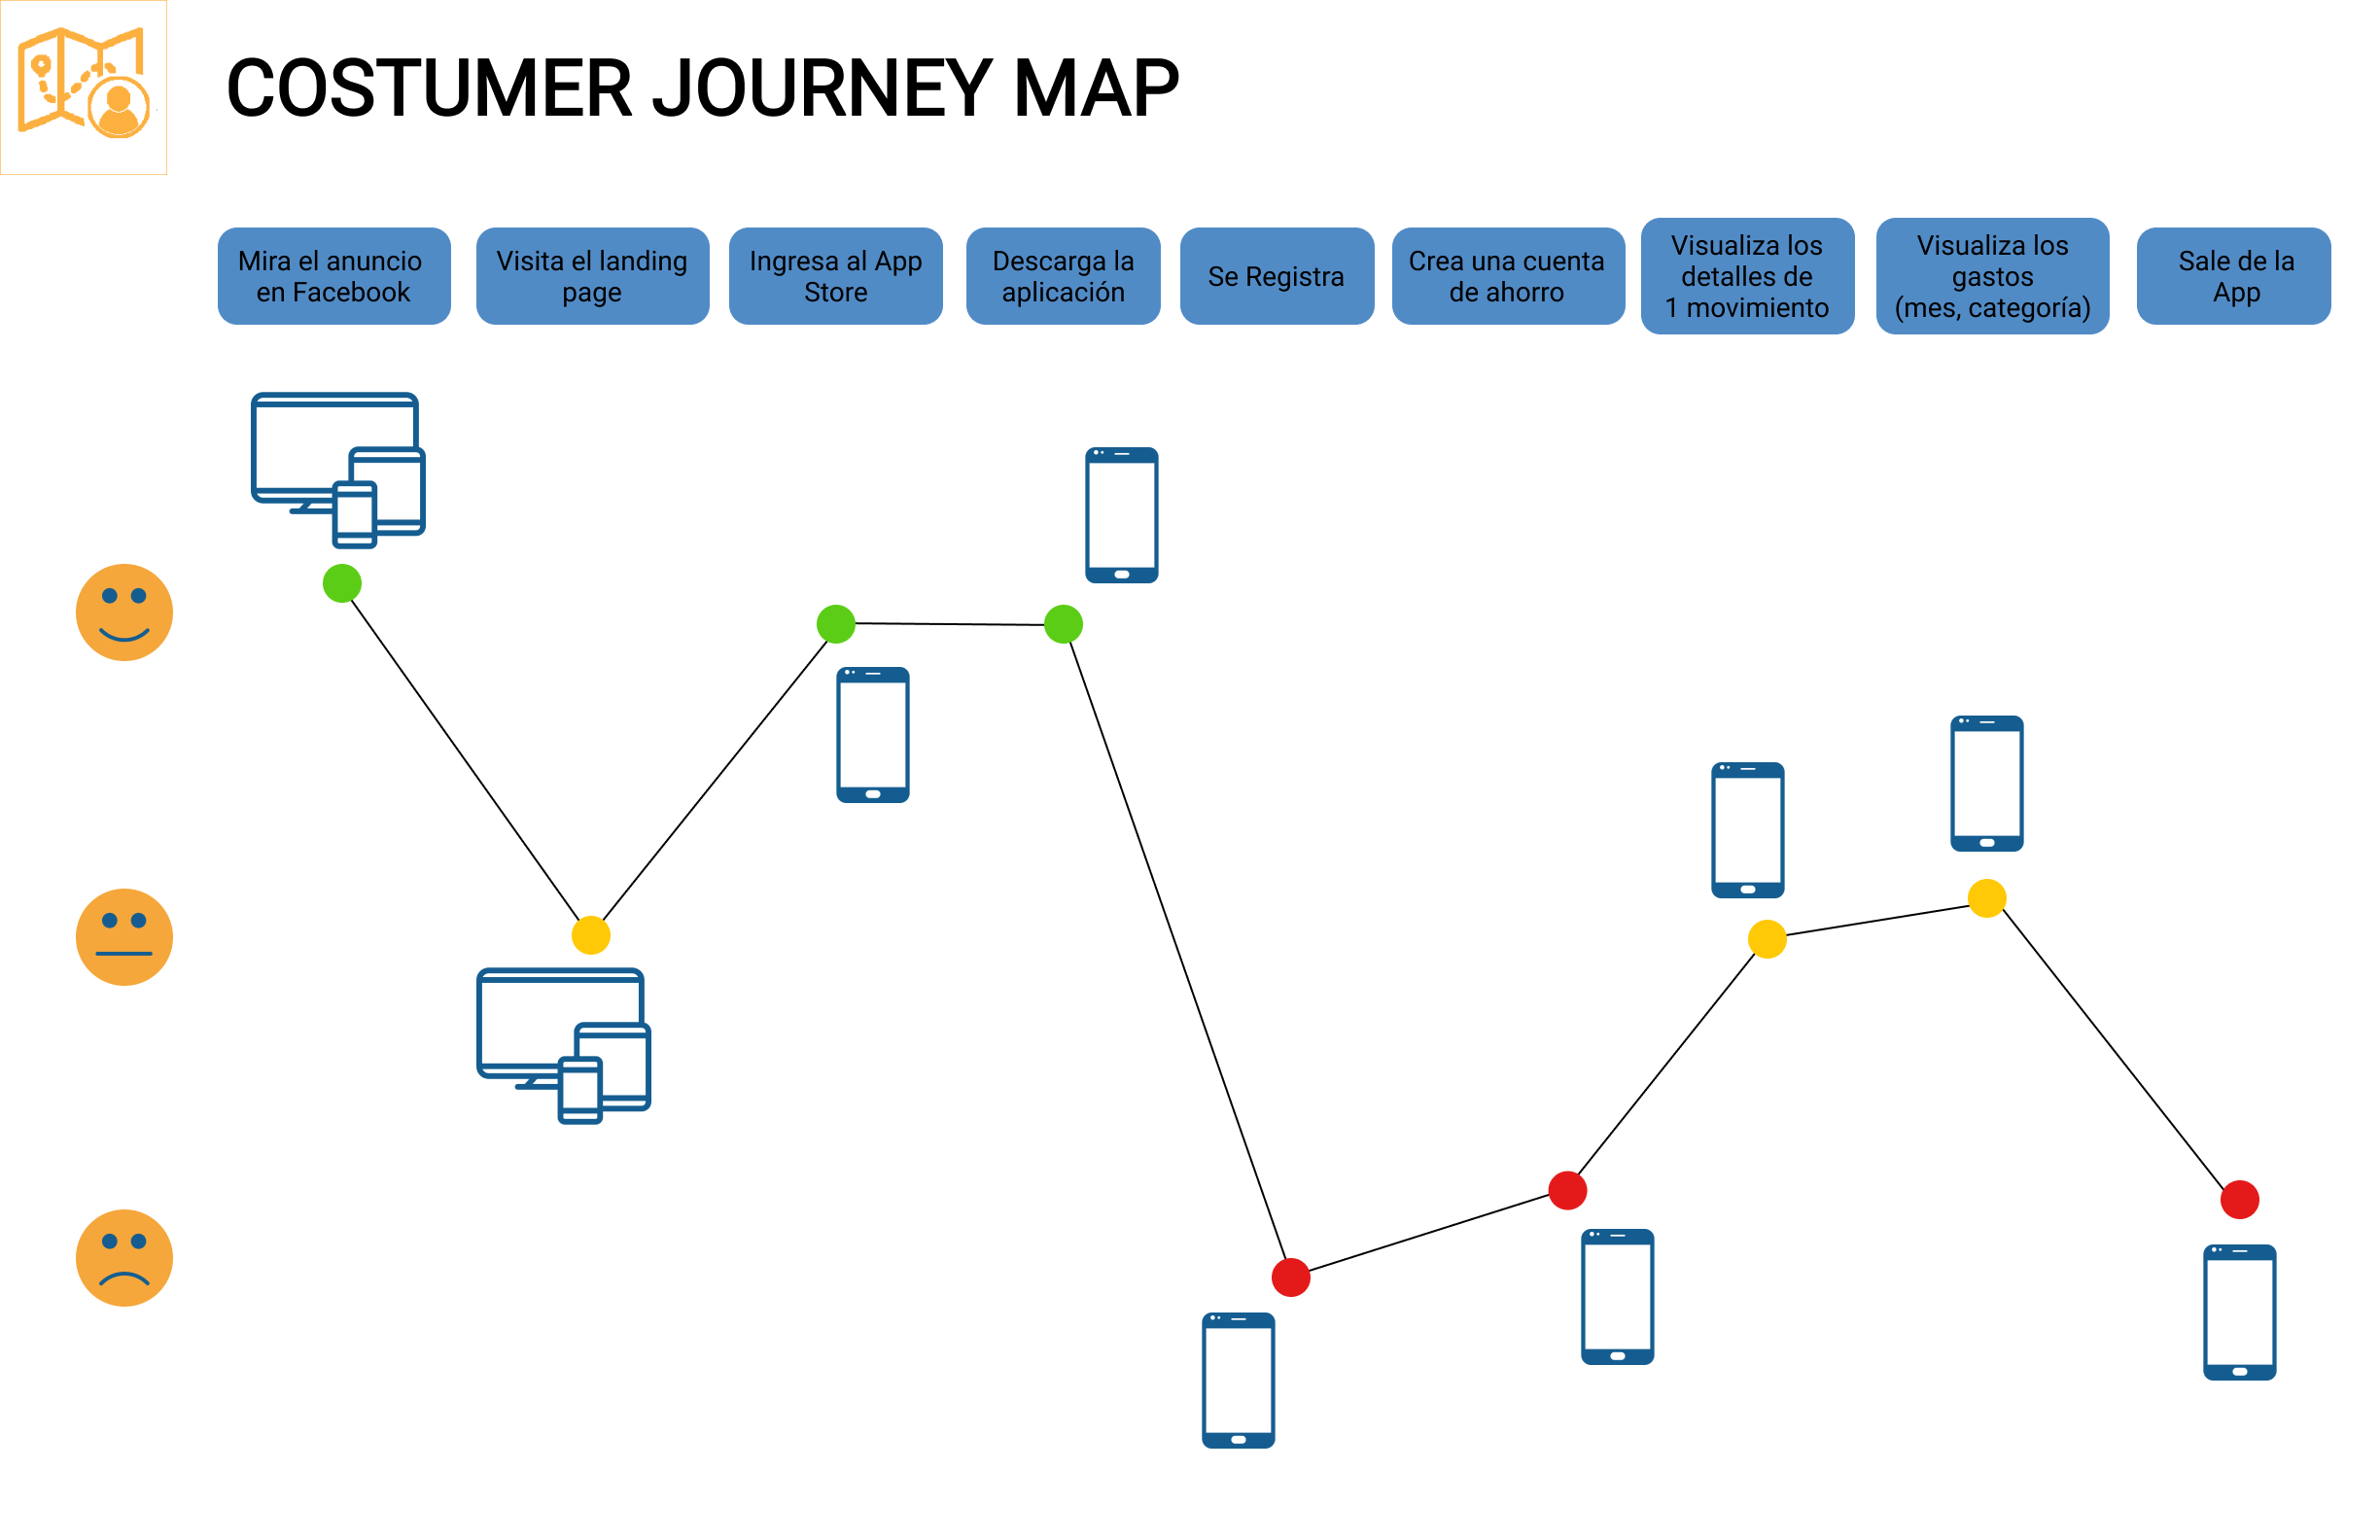 COSTUMER JOURNEY MAP
Mira el anuncio
en Facebook
Visita el landing
page
Ingresa al App
Store
Descarga la
aplicación
Se Registra
Crea una cuenta
de ahorro
Visualiza los
detalles de
1 movimiento
Visualiza los
gastos
(mes, categoría)
Sale de la
App